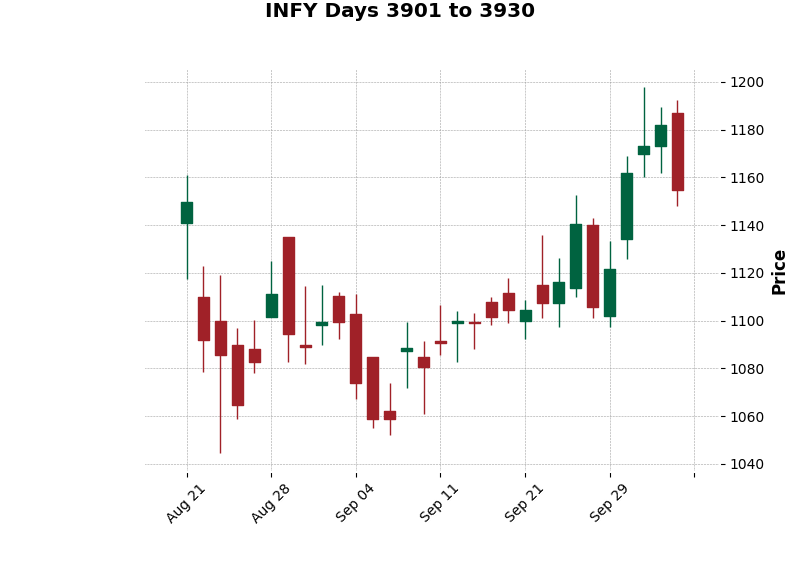 INFY Days 3901 to 3930
1200
1180
1160
1140
1120
1100
1080
1060
1040
Price
Aug 21
Aug 28
Sep 04
Sep 11
Sep 21
Sep 29